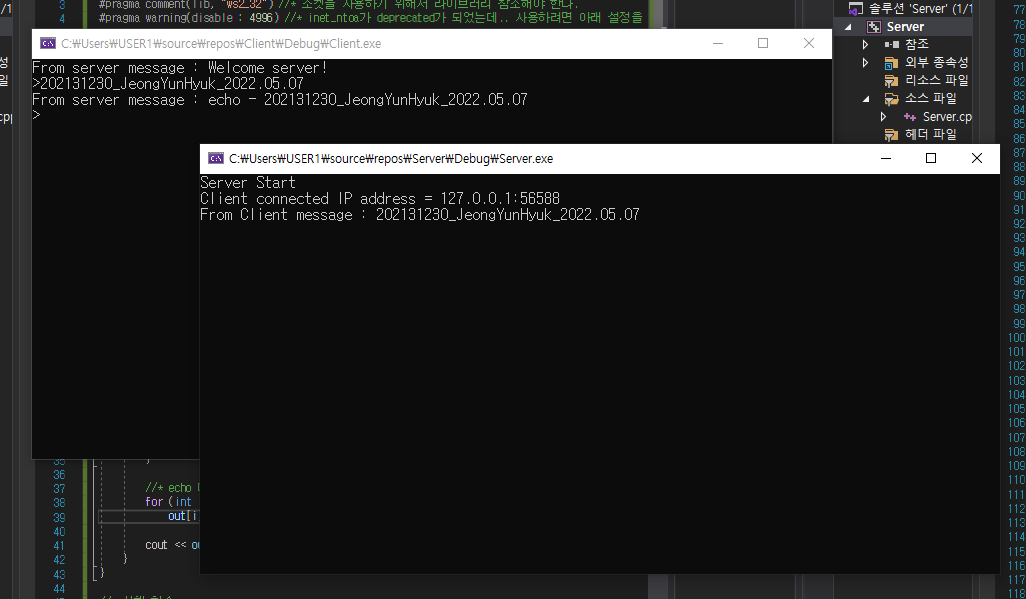 3 #pragma comment(lib, "ws2_32") //* 소켓을 사용하기 위해서 라이브러리 참조해야 한다.
4 #pragma warning(disable : 4996) //* inet_ntoa가 deprecated가 되었는데.. 사용하려면 아래 설정을
C:₩Users₩USER1₩source₩repos₩Client₩Debug₩Client.exe
From server message : Welcome server!
>202131230_JeongYunHyuk_2022.05.07
From server message : echo - 202131230_JeongYunHyuk_2022.05.07
>
C:₩Users₩USER1₩source₩repos₩Server₩Debug₩Server.exe
Server Start
Client connected IP address = 127.0.0.1:56588
From Client message : 202131230_JeongYunHyuk_2022.05.07
35 }
36
37 //* echo
38 for (int
39 out[i
40
41 cout <<
42 }
43 }
44
솔루션 'Server' (1/1
Server
참조
외부 종속성
리소스 파일
소스 파일
Server.cp
헤더 파일
77
78
79
80
81
82
83
84
85
86
87
88
89
90
91
92
93
94
95
96
97
98
99
100
101
102
103
104
105
106
107
108
109
110
111
112
113
114
115
116
117
118